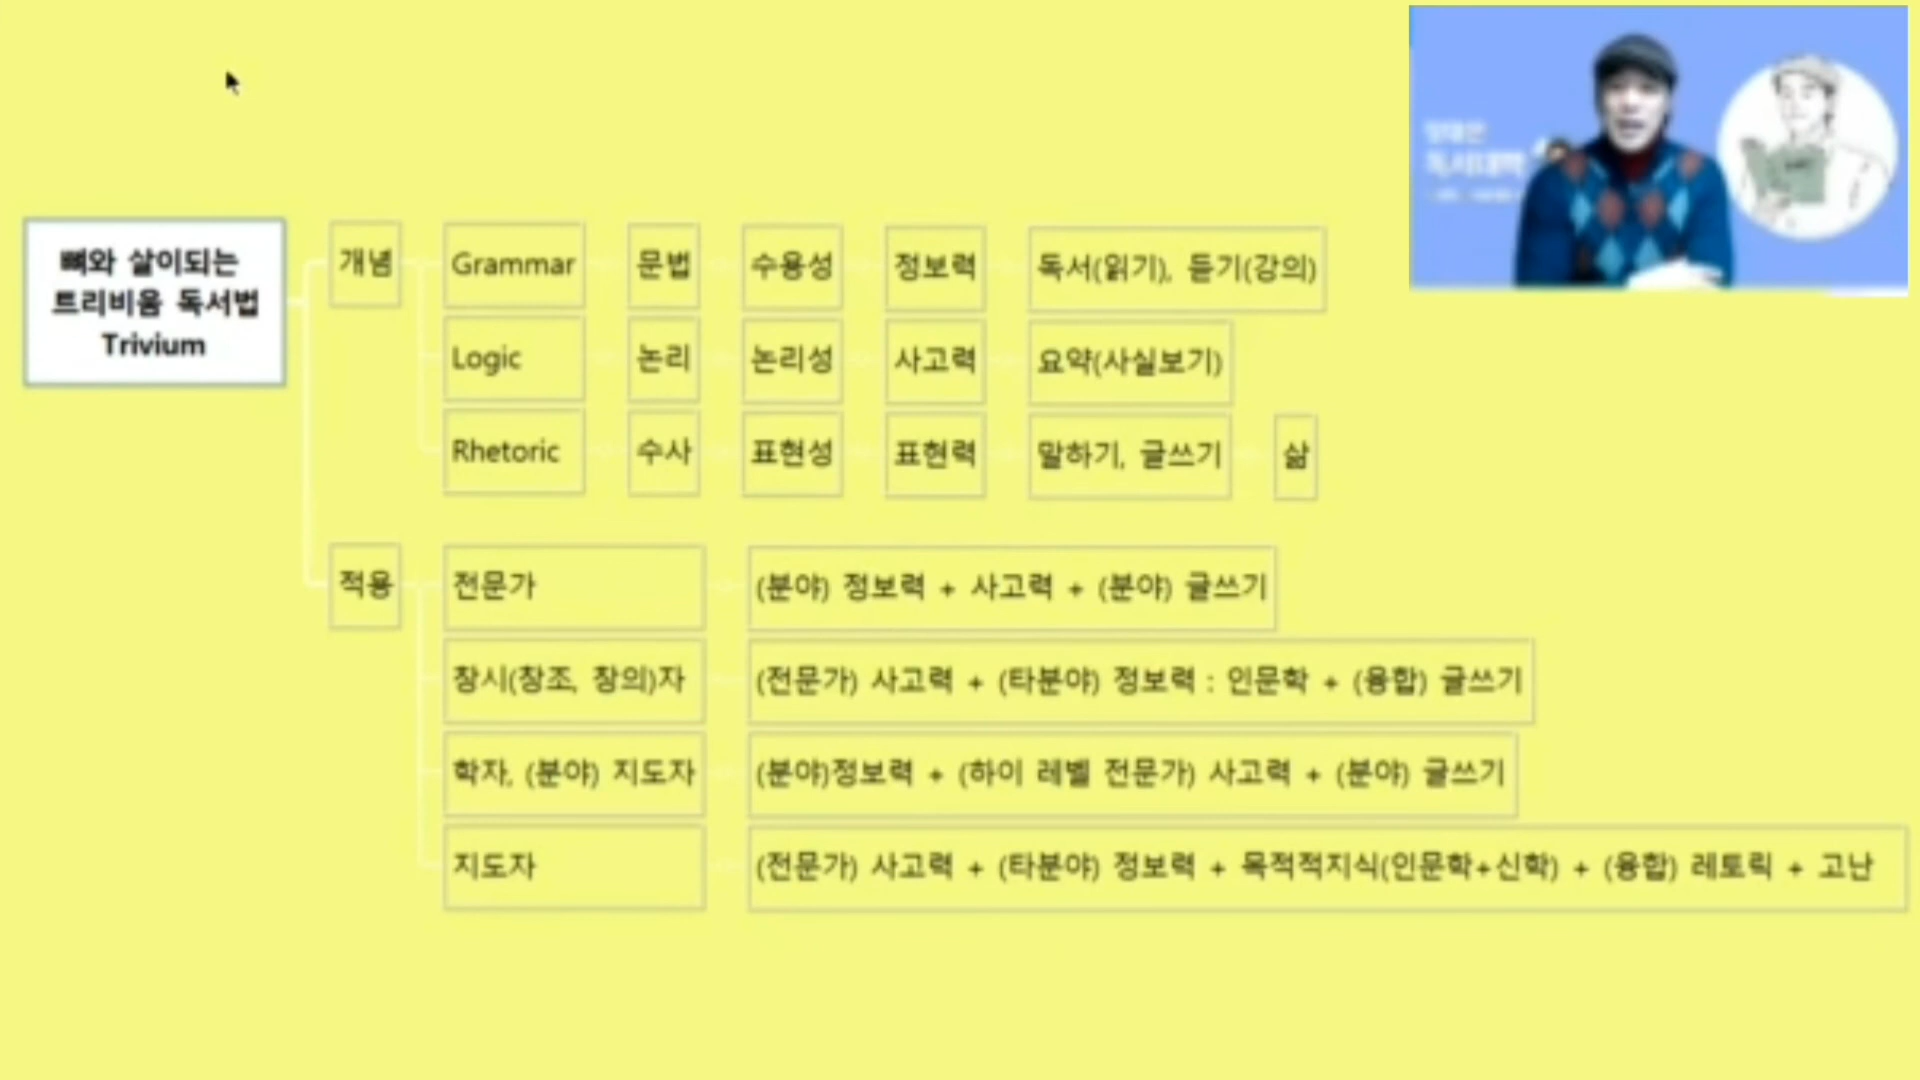 뼈와 살이되는
트리비움 독서법
Trivium
개념
Grammar 문법 수용성 정보력 독서(읽기), 듣기(강의)
Logic 논리 논리성 사고력 요약(사실보기)
Rhetoric 수사 표현성 표현력 말하기, 글쓰기 삶
적용
전문가 (분야) 정보력 + 사고력 + (분야) 글쓰기
창시(창조, 창의)자 (전문가) 사고력 + (타분야) 정보력 : 인문학 + (융합) 글쓰기
학자, (분야) 지도자 (분야)정보력 + (하이 레벨 전문가) 사고력 + (분야) 글쓰기
지도자 (전문가) 사고력 + (타분야) 정보력 + 목적적지식(인문학+신학) + (융합) 레토릭 + 고난
독서대학